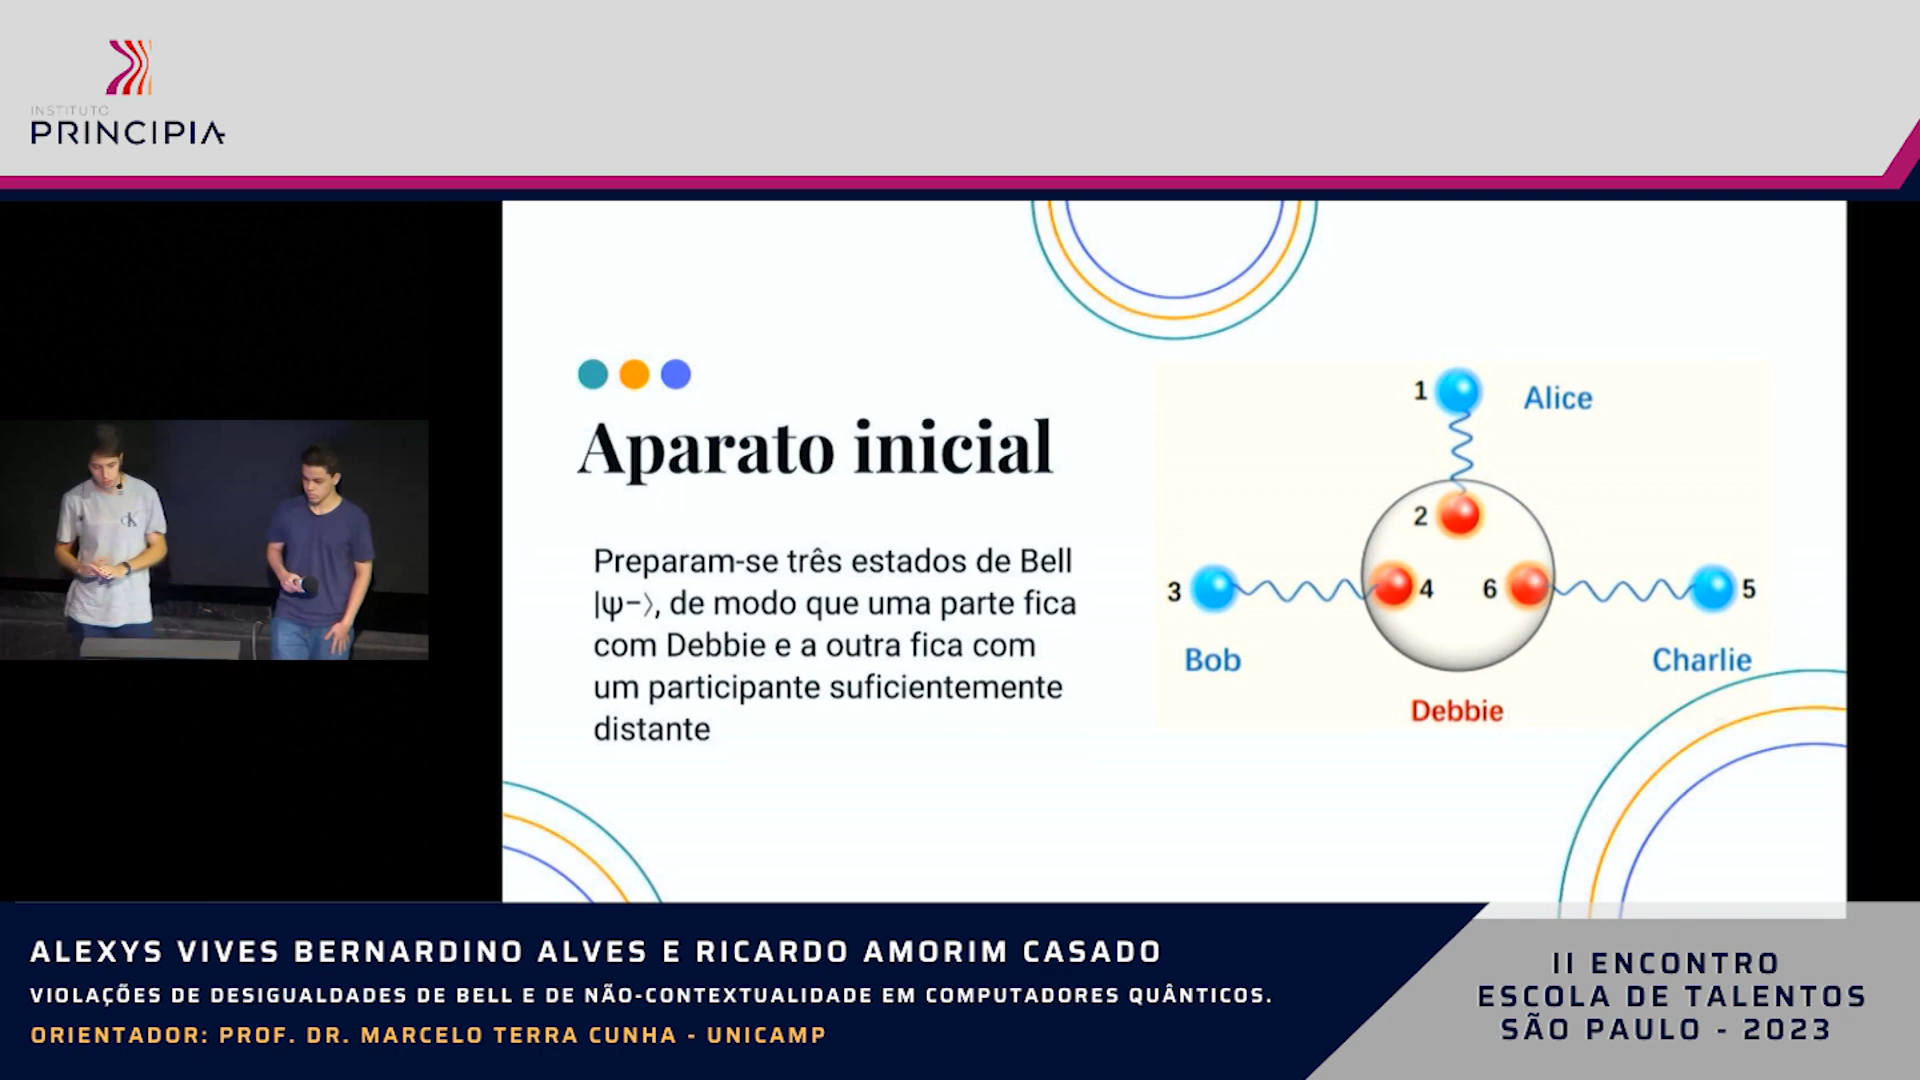 INSTITUTO
PRINCIPIA
Aparato inicial
Preparam-se três estados de Bell
|ψ−⟩, de modo que uma parte fica
com Debbie e a outra fica com
um participante suficientemente
distante
1 Alice
2
3 4 6 5
Bob Charlie
Debbie
ALEXYS VIVES BERNARDINO ALVES E RICARDO AMORIM CASADO
VIOLAÇÕES DE DESIGUALDADES DE BELL E DE NÃO-CONTEXTUALIDADE EM COMPUTADORES QUÂNTICOS.
ORIENTADOR: PROF. DR. MARCELO TERRA CUNHA - UNICAMP
II ENCONTRO
ESCOLA DE TALENTOS
SÃO PAULO - 2023